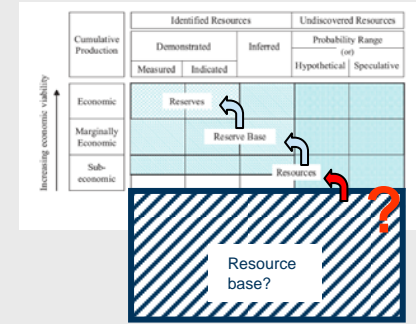 Identified Resources
Undiscovered Resources
Cumulative
Production
Demonstrated
Inferred
Probability Range
(or)
Measured
Indicated
Hypothetical
Speculative
Increasing economic viability
Economic
Reserves
Marginally
Economic
Reserve Base
Sub-
economic
Resources
?
Resource
base?